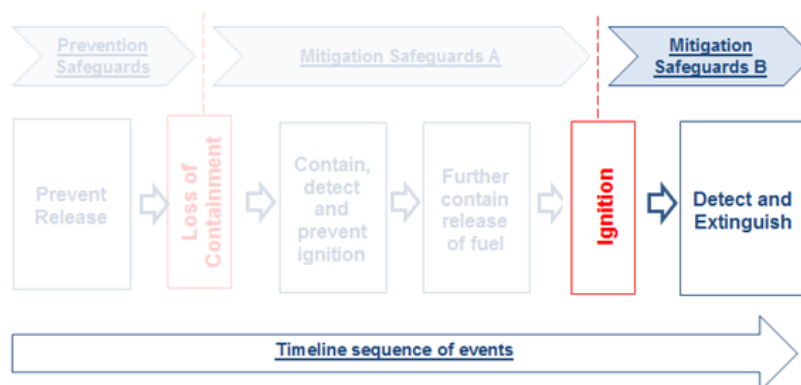 Prevention
Safeguards
Mitigation Safeguards A
Mitigation
Safeguards B
Prevent
Release
Loss of
Containment
Contain,
detect
and
prevent
ignition
Further
contain
release
of fuel
Ignition
Detect and
Extinguish
Timeline sequence of events